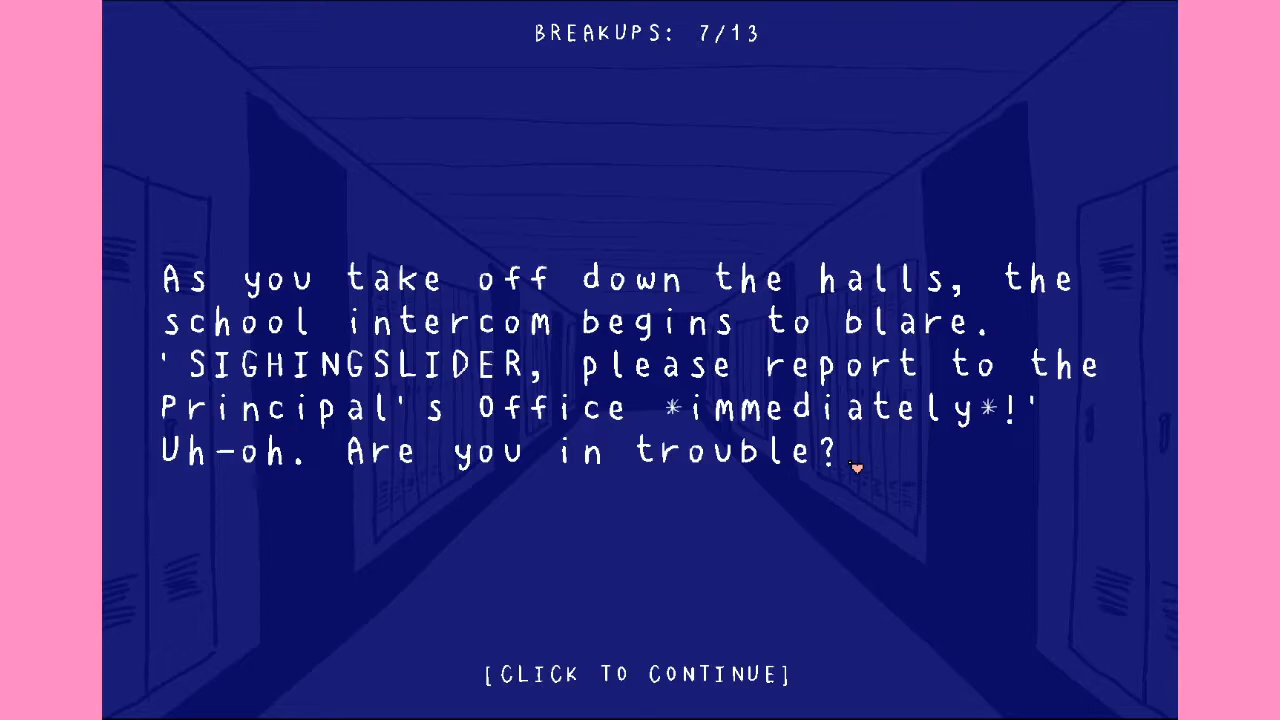 BREAKUPS: 7/13
As you take off down the halls, the
school intercom begins to blare.
'SIGHINGSLIDER, please report to the
Principal's Office *immediately*!'
Uh-oh. Are you in trouble?
[CLICK TO CONTINUE]